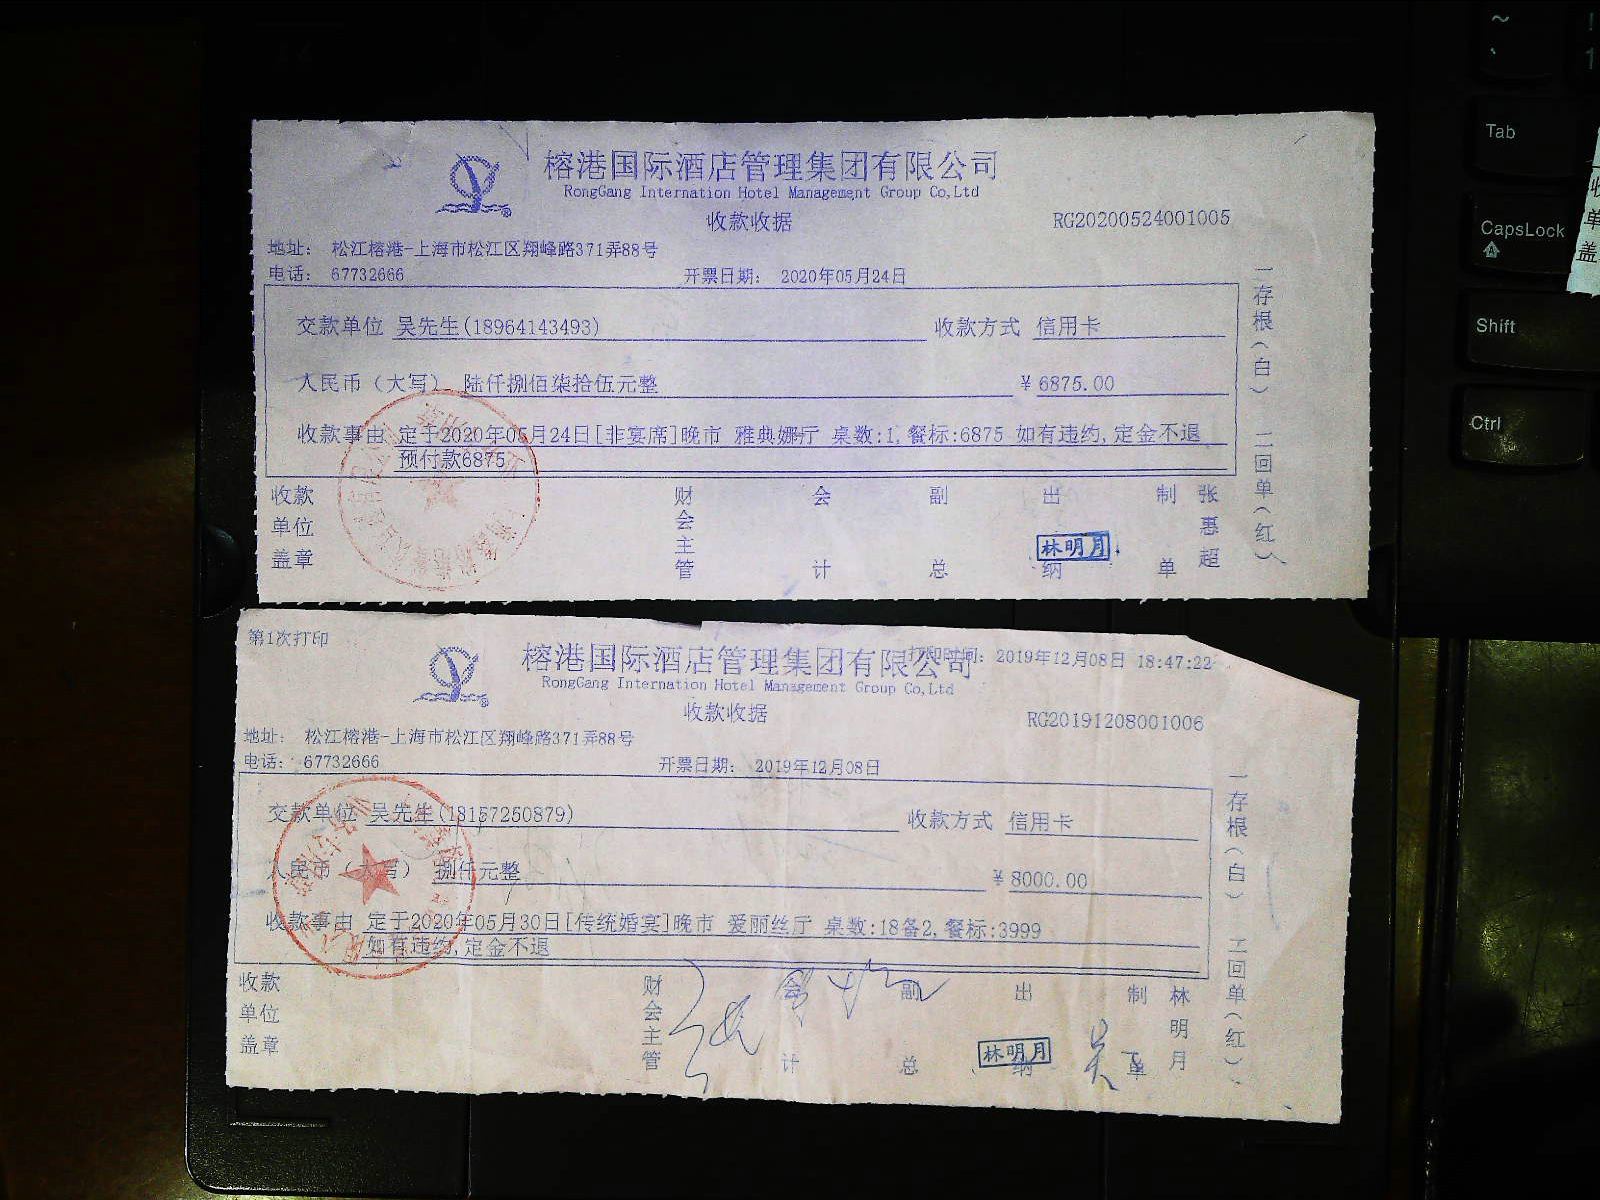 榕港国际酒店管理集团有限公司
RongGang Internation Hotel Management Group Co,Ltd
收款收据
RG20200524001005
地址： 松江榕港-上海市松江区翔峰路371弄88号
电话： 67732666 开票日期： 2020年05月24日
交款单位 吴先生(18964143493) 收款方式 信用卡
人民币（大写） 陆仟捌佰柒拾伍元整 ¥ 6875.00
收款事由 定于2020年05月24日[非宴席]晚市 雅典娜厅 桌数:1,餐标:6875 如有违约,定金不退
预付款6875
收款单位盖章 财会主管 会计 副总 出纳 林明月 制单 张惠超
一存根（白） 二回单（红）
第1次打印
打印时间：2019年12月08日 18:47:22
榕港国际酒店管理集团有限公司
RongGang Internation Hotel Management Group Co,Ltd
收款收据
RG20191208001006
地址： 松江榕港-上海市松江区翔峰路371弄88号
电话： 67732666 开票日期： 2019年12月08日
交款单位 吴先生(18157250879) 收款方式 信用卡
人民币（大写） 捌仟元整 ¥ 8000.00
收款事由 定于2020年05月30日[传统婚宴]晚市 爱丽丝厅 桌数:18备2,餐标:3999
如有违约,定金不退
收款单位盖章 财会主管 会计 副总 出纳 林明月 制单 林明月
一存根（白） 二回单（红）
Tab
CapsLock
Shift
Ctrl